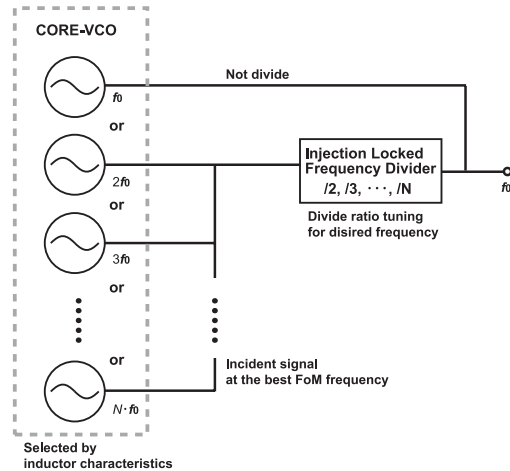 CORE-VCO
Not divide
f0
or
2f0
or
3f0
or
or
N·f0
Injection Locked
Frequency Divider
/2, /3, ···, /N
f0
Divide ratio tuning
for disired frequency
Incident signal
at the best FoM frequency
Selected by
inductor characteristics